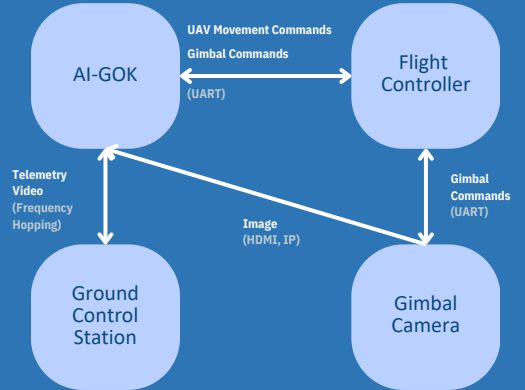 UAV Movement Commands
Gimbal Commands
(UART)
AI-GOK
Flight
Controller
Telemetry
Video
(Frequency
Hopping)
Gimbal
Commands
(UART)
Image
(HDMI, IP)
Ground
Control
Station
Gimbal
Camera